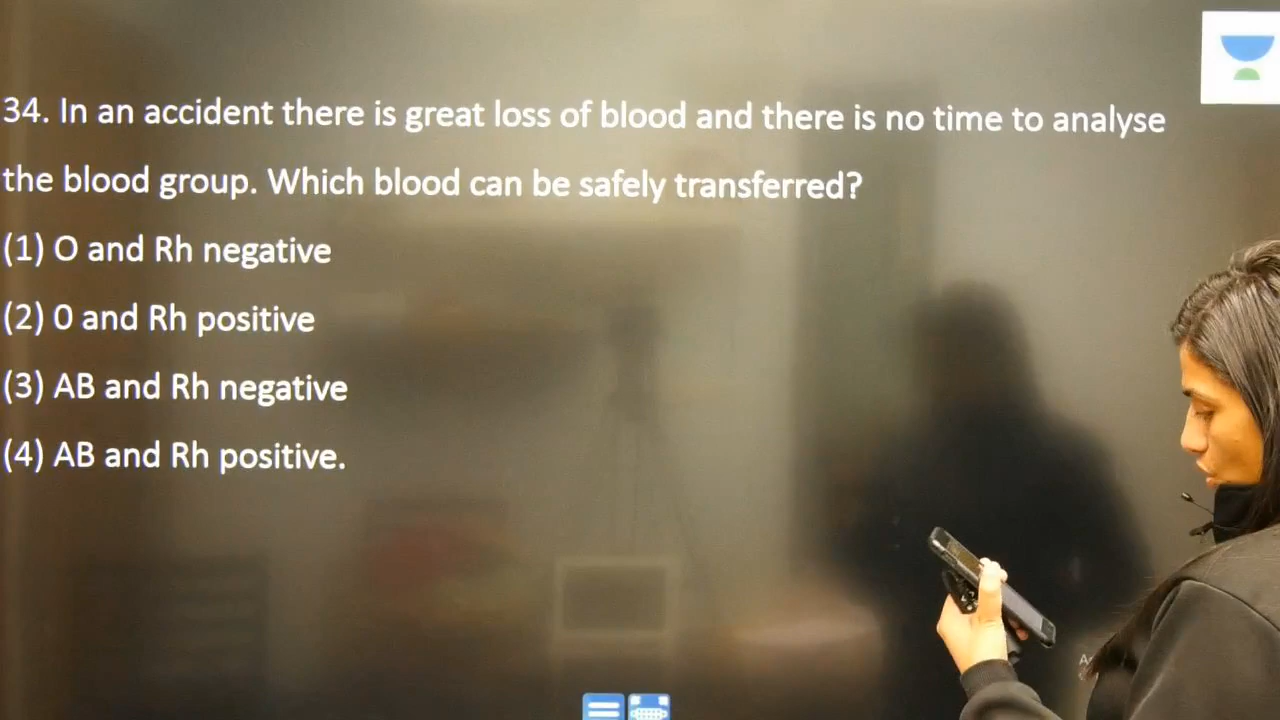 34. In an accident there is great loss of blood and there is no time to analyse
the blood group. Which blood can be safely transferred?
(1) O and Rh negative
(2) 0 and Rh positive
(3) AB and Rh negative
(4) AB and Rh positive.